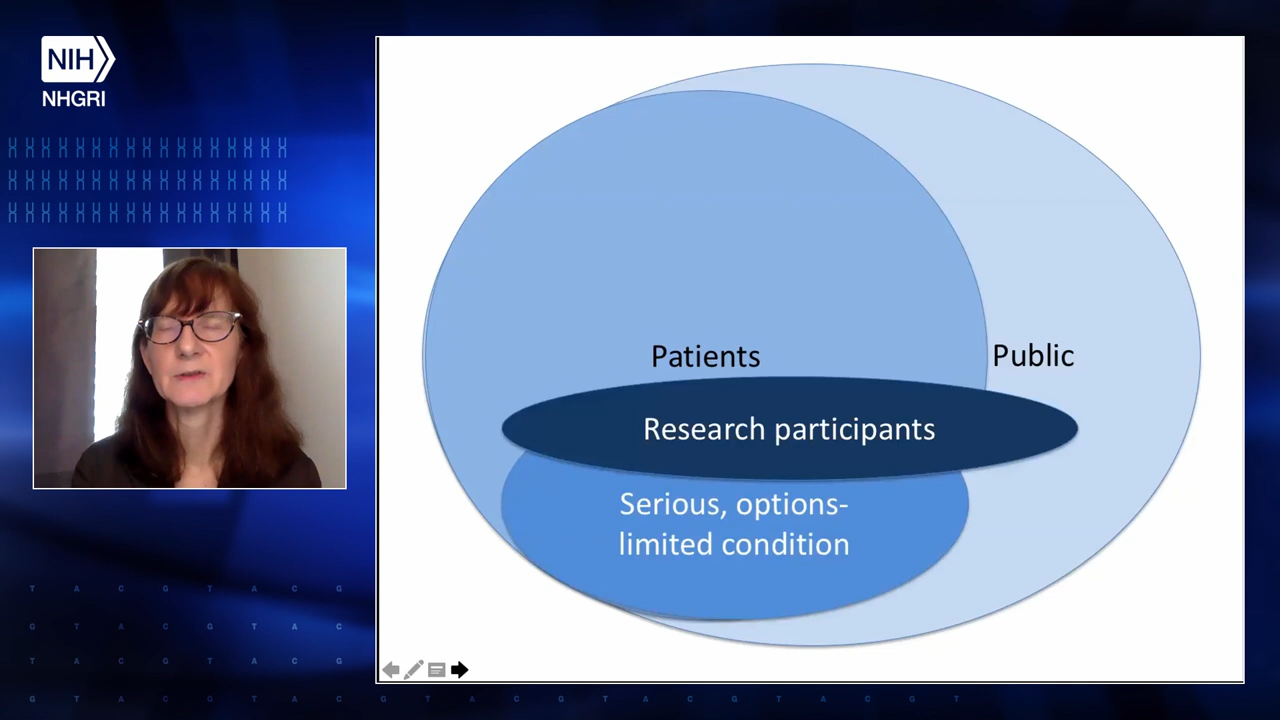 NIH
NHGRI
Patients
Public
Research participants
Serious, options-
limited condition
T A C G T A C G
G T A C G T A C
T A C G T A C G
G T A C G T A C G T A C G T A C G T A C G T